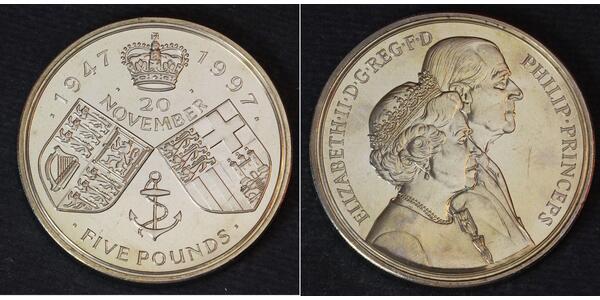 1947 1997
20
NOVEMBER
FIVE POUNDS
ELIZABETH·II·D·G·REG·F·D
PHILIP·PRINCEPS